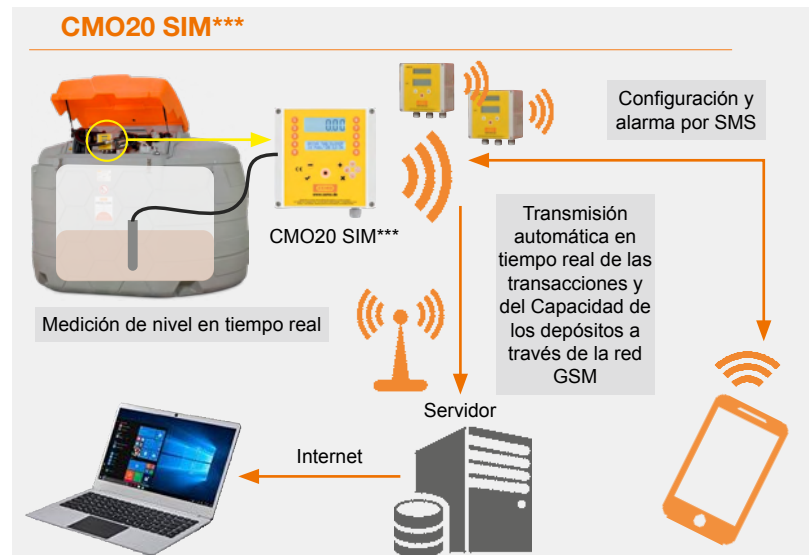 CMO20 SIM***
Configuración y
alarma por SMS
CMO20 SIM***
Transmisión
automática en
tiempo real de las
transacciones y
del Capacidad de
los depósitos a
través de la red
GSM
Medición de nivel en tiempo real
Servidor
Internet